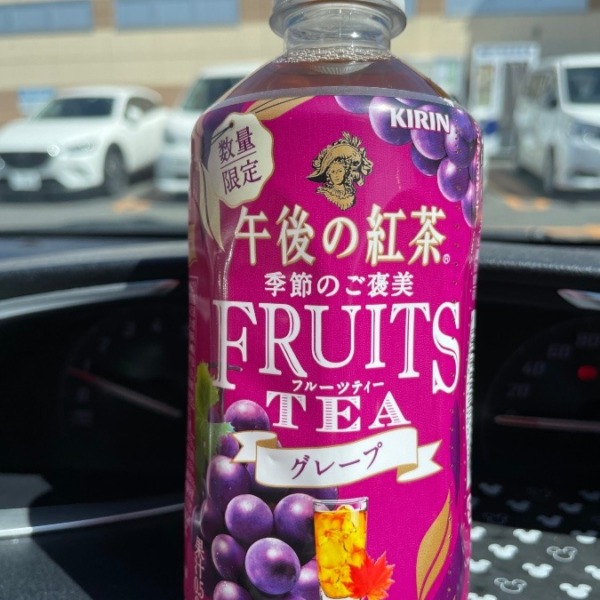 KIRIN
数量
限定
午後の紅茶®
季節のご褒美
FRUITS
フルーツティー
TEA
グレープ